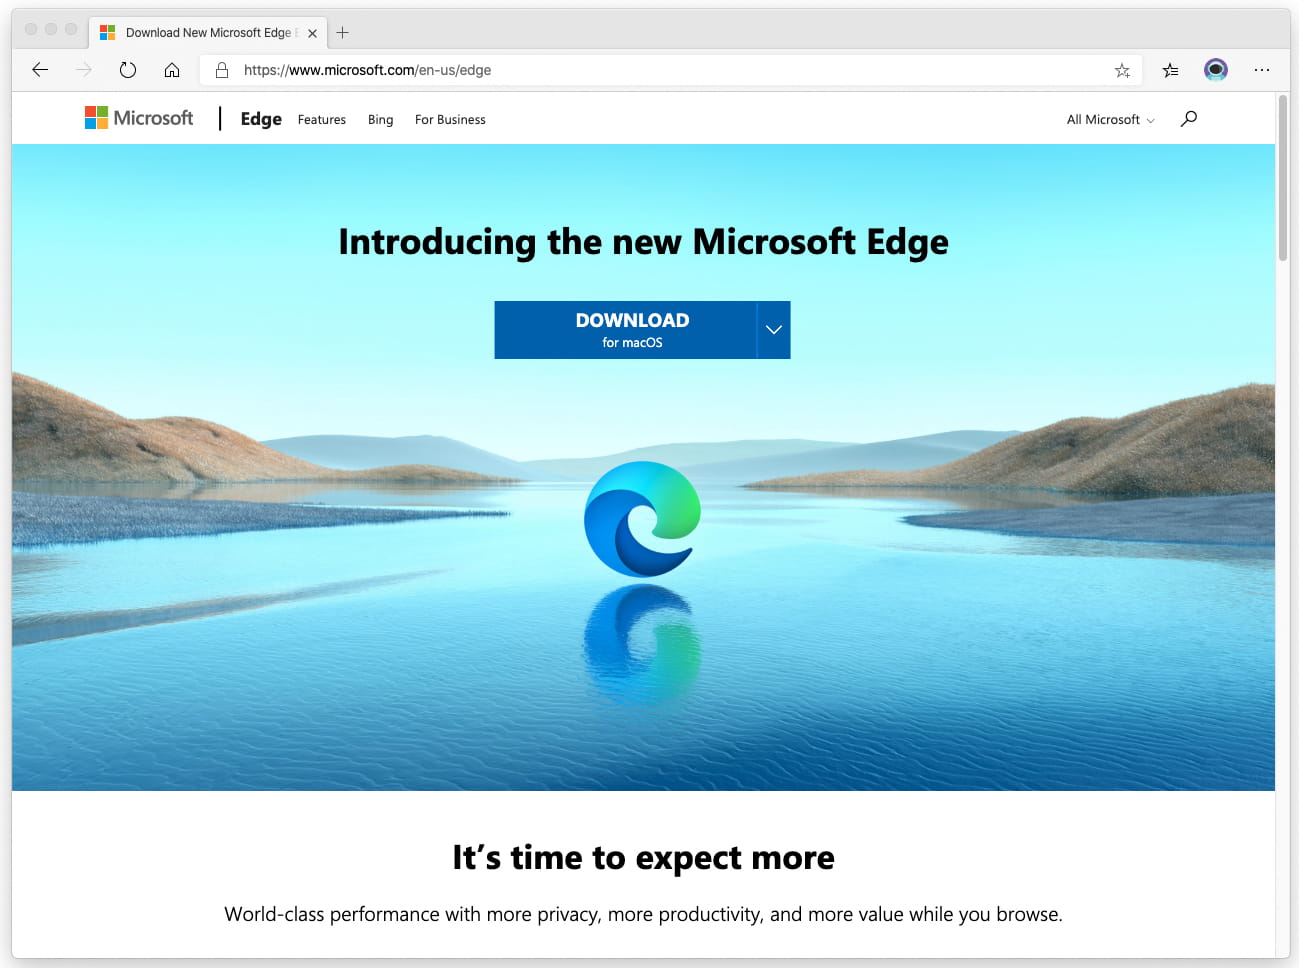 Download New Microsoft Edge
https://www.microsoft.com/en-us/edge
Microsoft Edge Features Bing For Business All Microsoft
Introducing the new Microsoft Edge
DOWNLOAD
for macOS
It's time to expect more
World-class performance with more privacy, more productivity, and more value while you browse.